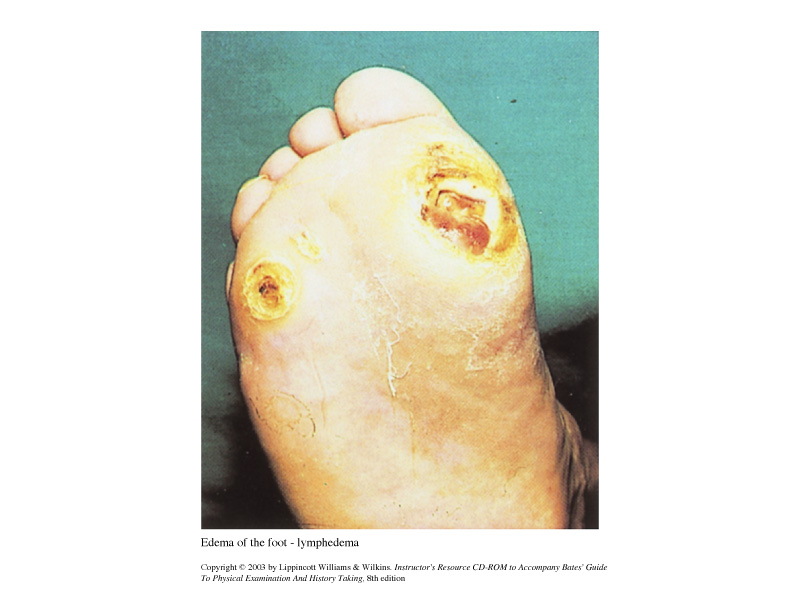 Edema of the foot - lymphedema
Copyright © 2003 by Lippincott Williams & Wilkins. Instructor's Resource CD-ROM to Accompany Bates' Guide
To Physical Examination And History Taking, 8th edition